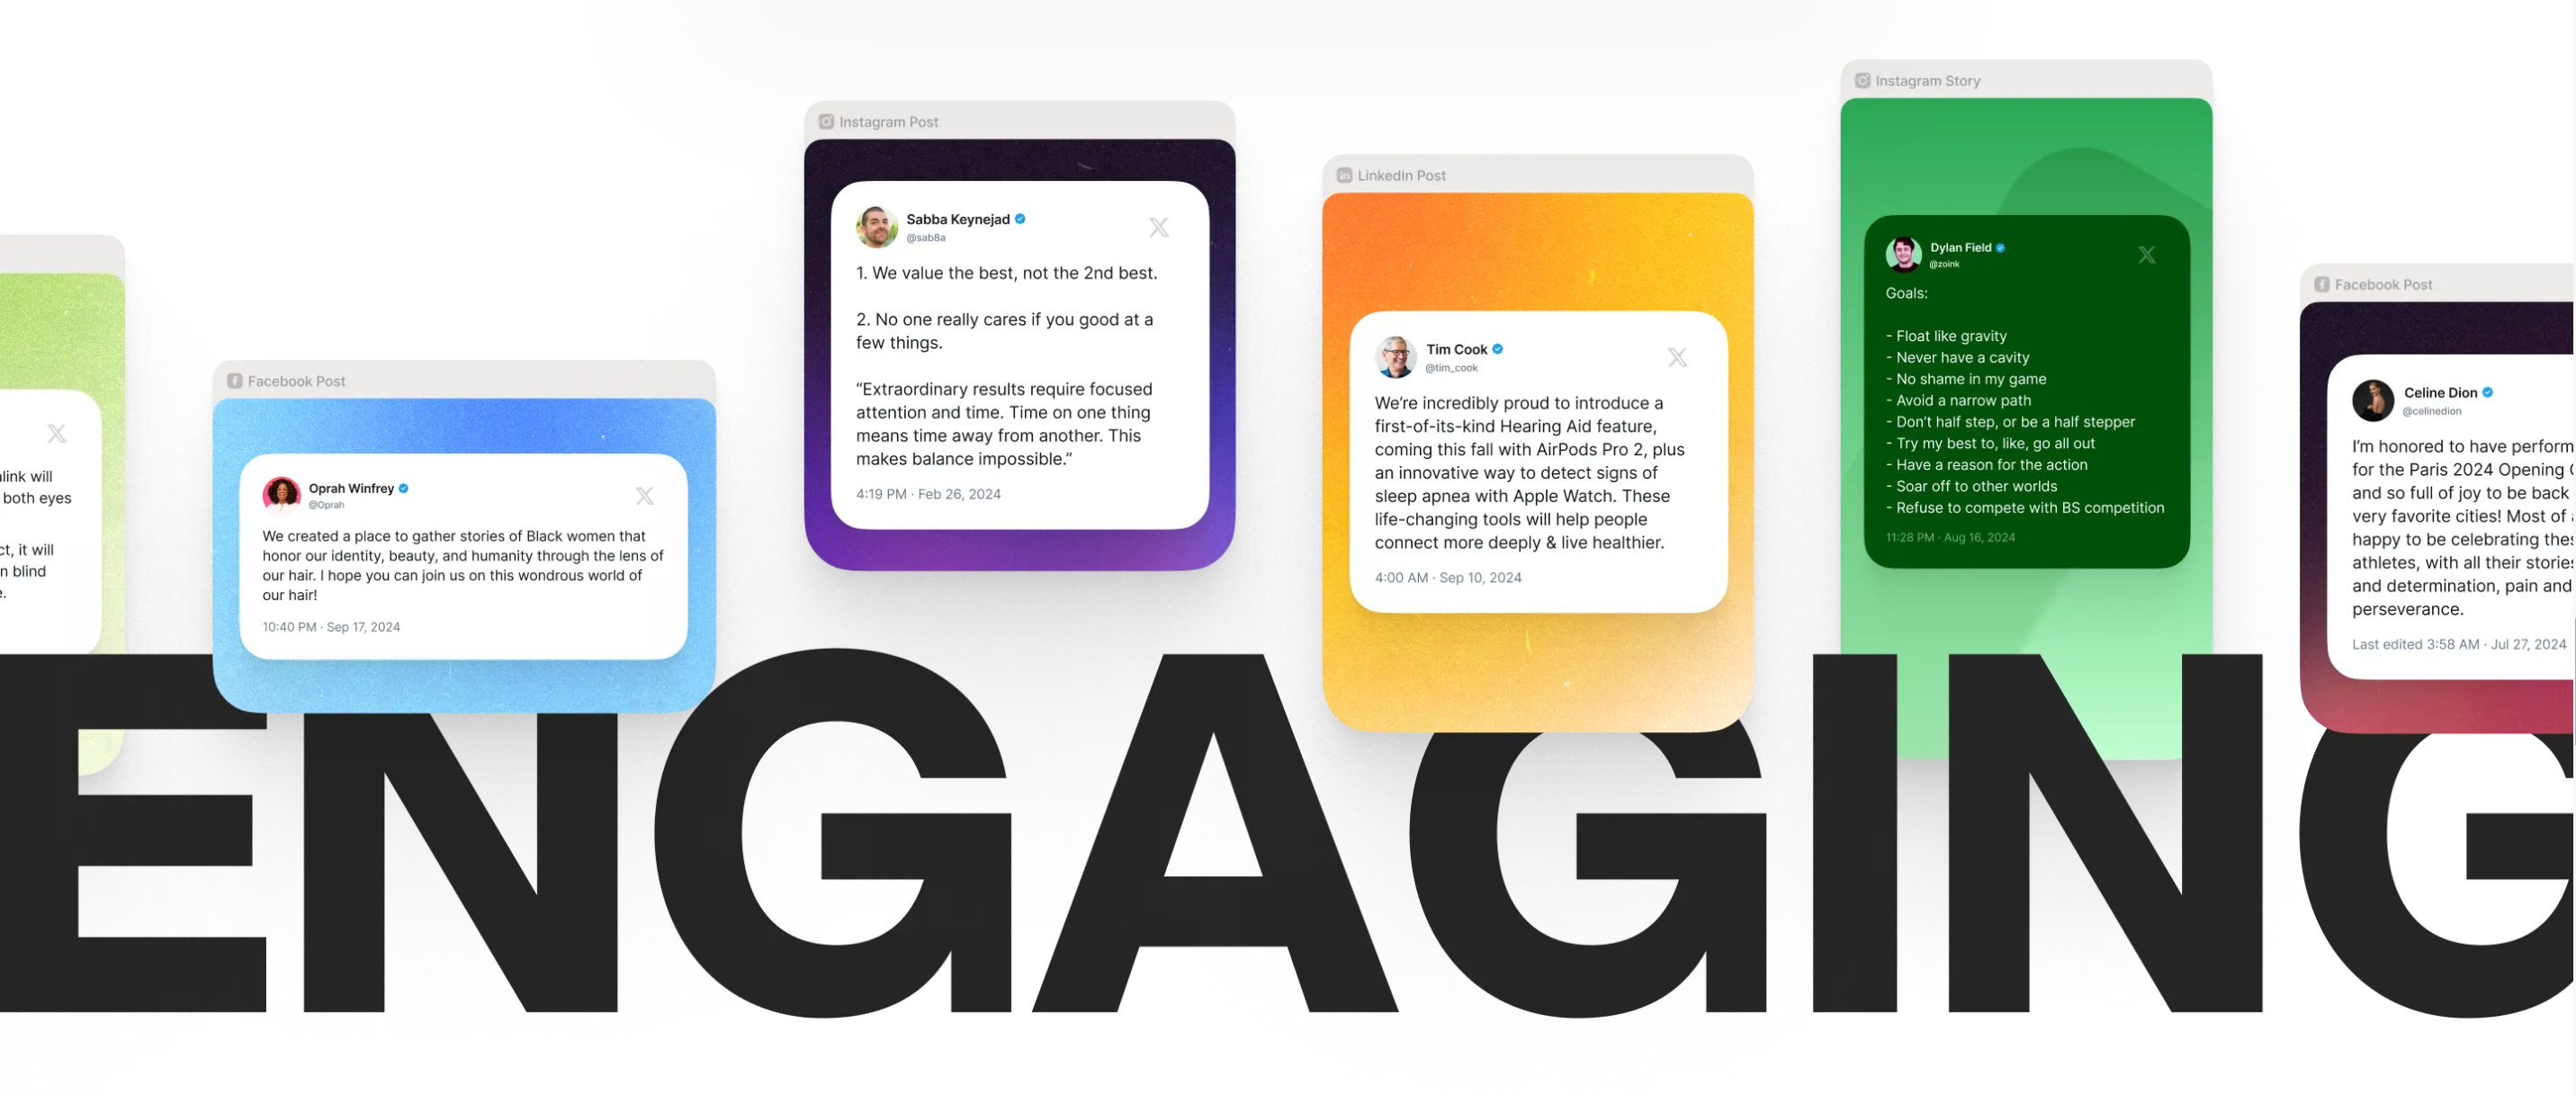 alink will
both eyes
ct, it will
n blind
e.
Facebook Post
Oprah Winfrey
@Oprah
We created a place to gather stories of Black women that
honor our identity, beauty, and humanity through the lens of
our hair. I hope you can join us on this wondrous world of
our hair!
10:40 PM · Sep 17, 2024
Instagram Post
Sabba Keynejad
@sab8a
1. We value the best, not the 2nd best.
2. No one really cares if you good at a
few things.
“Extraordinary results require focused
attention and time. Time on one thing
means time away from another. This
makes balance impossible.”
4:19 PM · Feb 26, 2024
LinkedIn Post
Tim Cook
@tim_cook
We’re incredibly proud to introduce a
first-of-its-kind Hearing Aid feature,
coming this fall with AirPods Pro 2, plus
an innovative way to detect signs of
sleep apnea with Apple Watch. These
life-changing tools will help people
connect more deeply & live healthier.
4:00 AM · Sep 10, 2024
Instagram Story
Dylan Field
@zoink
Goals:
- Float like gravity
- Never have a cavity
- No shame in my game
- Avoid a narrow path
- Don’t half step, or be a half stepper
- Try my best to, like, go all out
- Have a reason for the action
- Soar off to other worlds
- Refuse to compete with BS competition
11:28 PM · Aug 16, 2024
Facebook Post
Celine Dion
@celinedion
I’m honored to have perform
for the Paris 2024 Opening
and so full of joy to be back
very favorite cities! Most of
happy to be celebrating the
athletes, with all their storie
and determination, pain and
perseverance.
Last edited 3:58 AM · Jul 27, 2024
ENGAGING